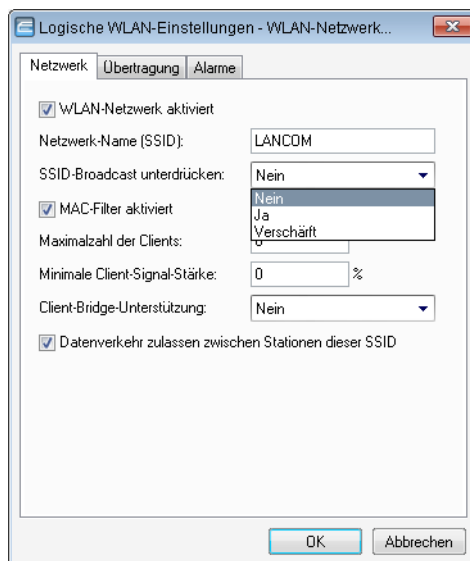 Logische WLAN-Einstellungen - WLAN-Netzwerk...
Netzwerk Übertragung Alarme
WLAN-Netzwerk aktiviert
Netzwerk-Name (SSID): LANCOM
SSID-Broadcast unterdrücken: Nein
Nein
MAC-Filter aktiviert Ja
Verschärft
Maximalzahl der Clients:
Minimale Client-Signal-Stärke: 0 %
Client-Bridge-Unterstützung: Nein
Datenverkehr zulassen zwischen Stationen dieser SSID
OK Abbrechen